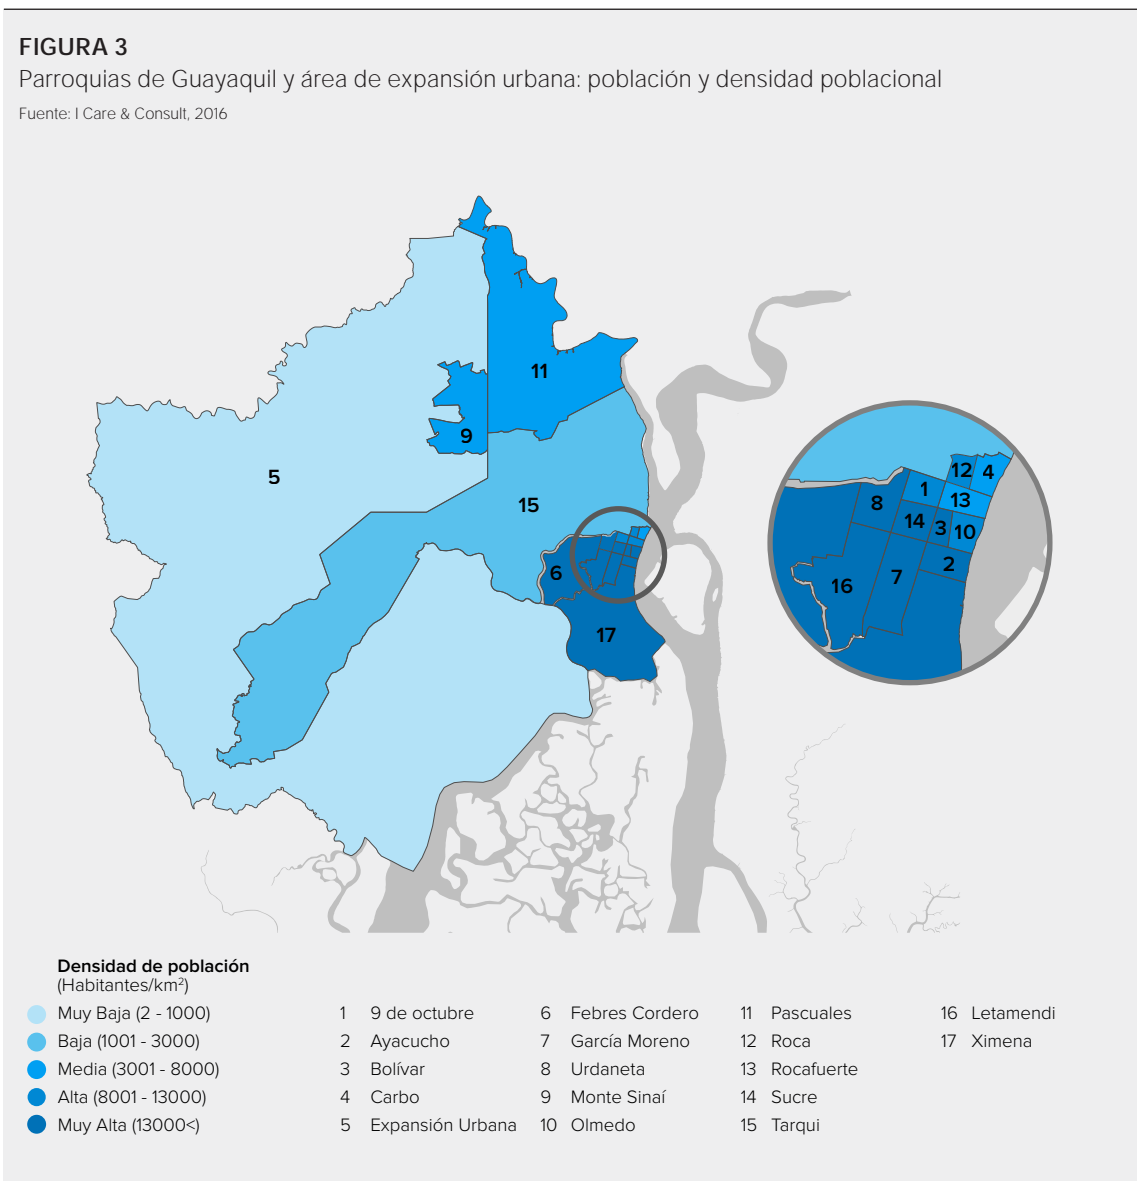 FIGURA 3
Parroquias de Guayaquil y área de expansión urbana: población y densidad poblacional
Fuente: I Care & Consult, 2016
11
9
5
15
6
17
12
4
1
13
8
14
3
10
2
7
16
Densidad de población
(Habitantes/km²)
Muy Baja (2 - 1000)
Baja (1001 - 3000)
Media (3001 - 8000)
Alta (8001 - 13000)
Muy Alta (13000<)
1 9 de octubre
2 Ayacucho
3 Bolívar
4 Carbo
5 Expansión Urbana
6 Febres Cordero
7 García Moreno
8 Urdaneta
9 Monte Sinaí
10 Olmedo
11 Pascuales
12 Roca
13 Rocafuerte
14 Sucre
15 Tarqui
16 Letamendi
17 Ximena